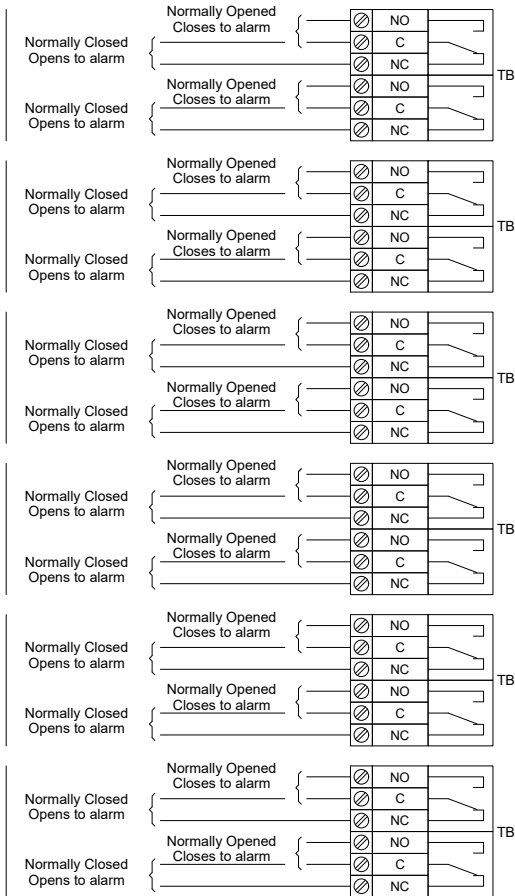 Normally Opened
Closes to alarm
NO
Normally Closed
Opens to alarm
C
NC
TB
Normally Opened
Closes to alarm
NO
Normally Closed
Opens to alarm
C
NC
Normally Opened
Closes to alarm
NO
Normally Closed
Opens to alarm
C
NC
TB
Normally Opened
Closes to alarm
NO
Normally Closed
Opens to alarm
C
NC
Normally Opened
Closes to alarm
NO
Normally Closed
Opens to alarm
C
NC
TB
Normally Opened
Closes to alarm
NO
Normally Closed
Opens to alarm
C
NC
Normally Opened
Closes to alarm
NO
Normally Closed
Opens to alarm
C
NC
TB
Normally Opened
Closes to alarm
NO
Normally Closed
Opens to alarm
C
NC
Normally Opened
Closes to alarm
NO
Normally Closed
Opens to alarm
C
NC
TB
Normally Opened
Closes to alarm
NO
Normally Closed
Opens to alarm
C
NC
Normally Opened
Closes to alarm
NO
Normally Closed
Opens to alarm
C
NC
TB
Normally Opened
Closes to alarm
NO
Normally Closed
Opens to alarm
C
NC